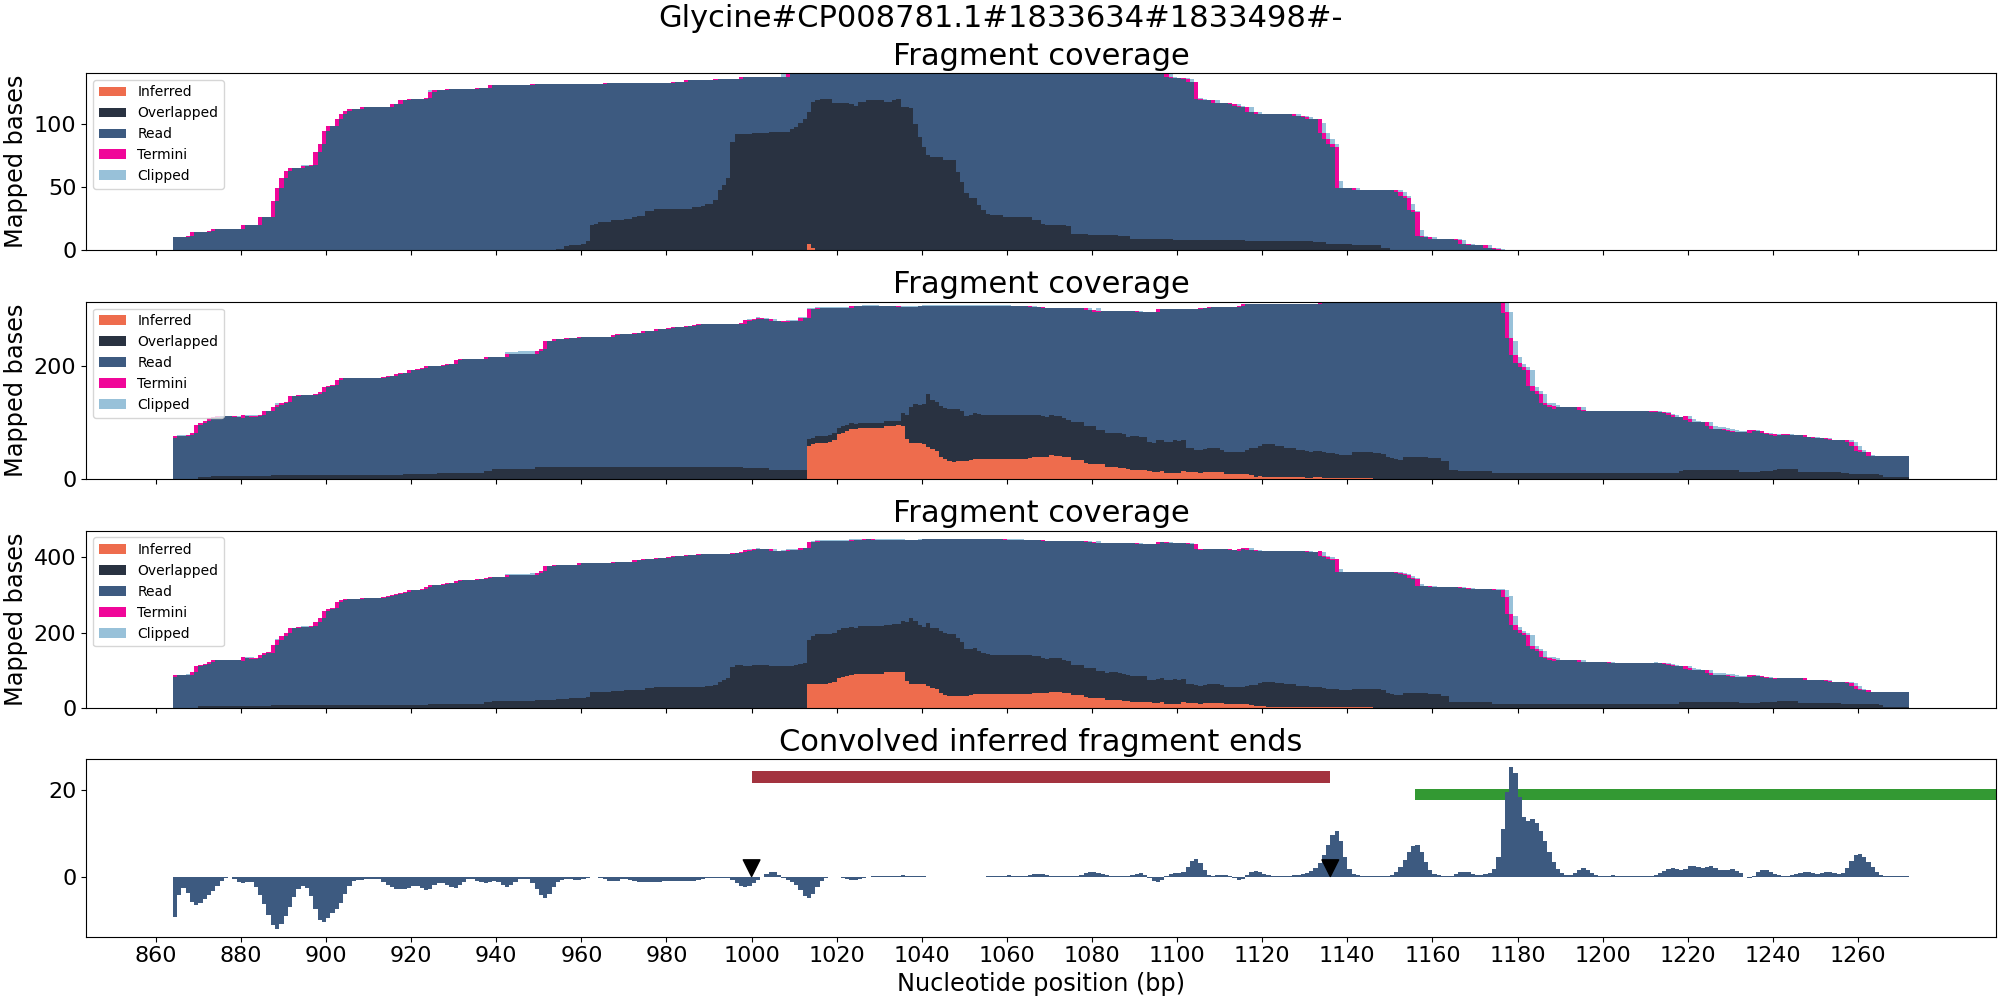 Glycine#CP008781.1#1833634#1833498#-
Fragment coverage
Mapped bases
100
50
0
Inferred
Overlapped
Read
Termini
Clipped
Fragment coverage
Mapped bases
200
0
Inferred
Overlapped
Read
Termini
Clipped
Fragment coverage
Mapped bases
400
200
0
Inferred
Overlapped
Read
Termini
Clipped
Convolved inferred fragment ends
20
0
860 880 900 920 940 960 980 1000 1020 1040 1060 1080 1100 1120 1140 1160 1180 1200 1220 1240 1260
Nucleotide position (bp)